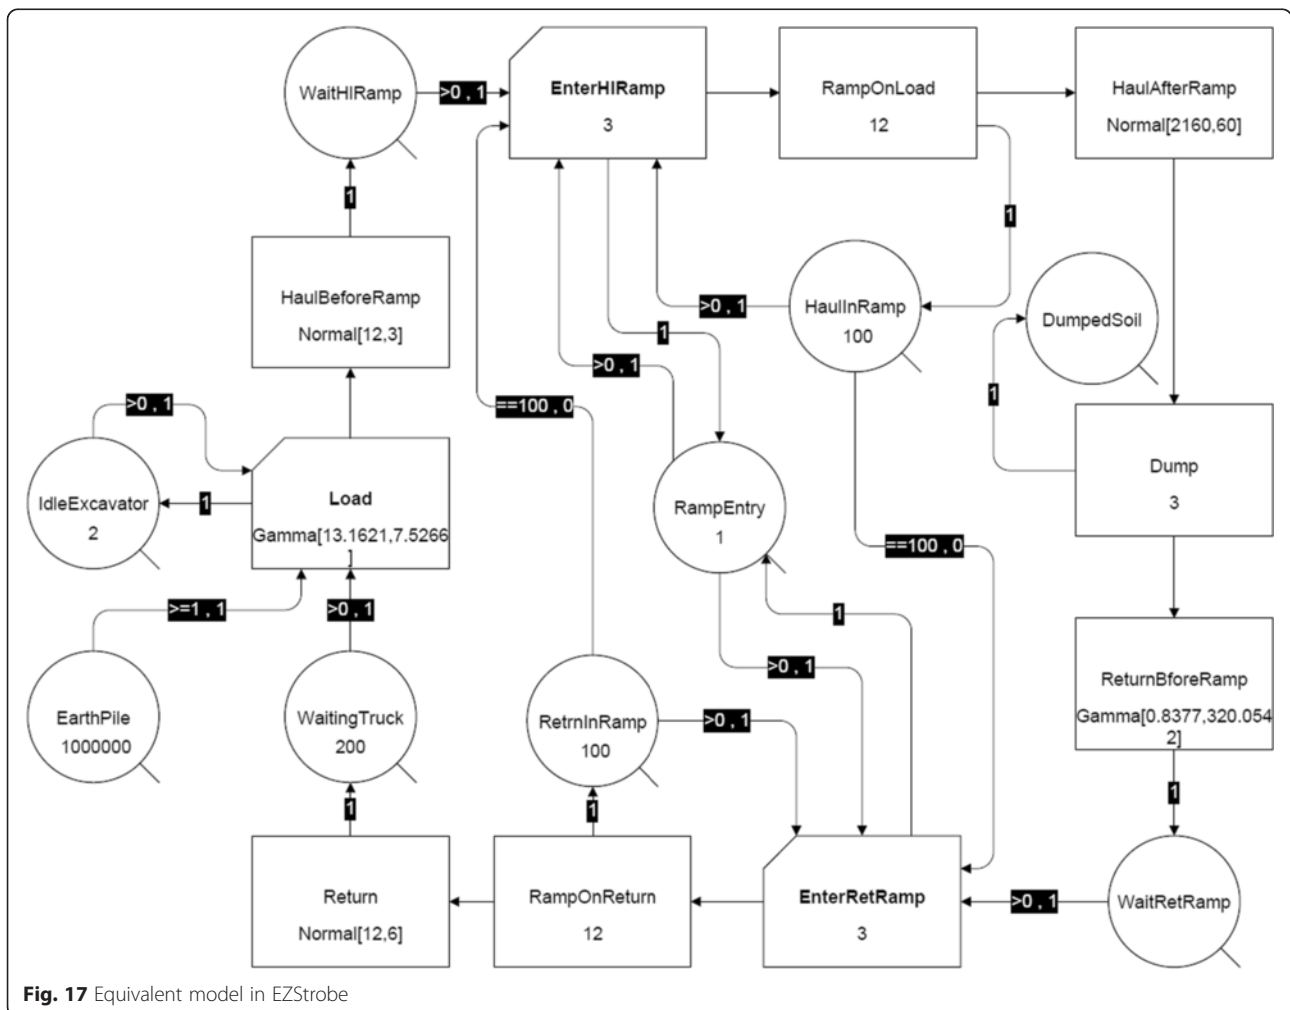 WaitHlRamp
>0 , 1
EnterHlRamp
3
RampOnLoad
12
HaulAfterRamp
Normal[2160,60]
1
1
HaulBeforeRamp
Normal[12,3]
>0 , 1
HaulInRamp
100
DumpedSoil
1
>0 , 1
1
>0 , 1
==100 , 0
IdleExcavator
2
1
Load
Gamma[13.1621,7.5266
]
RampEntry
1
Dump
3
==100 , 0
>=1 , 1
>0 , 1
1
>0 , 1
EarthPile
1000000
WaitingTruck
200
RetrnInRamp
100
>0 , 1
ReturnBforeRamp
Gamma[0.8377,320.054
2]
1
1
1
Return
Normal[12,6]
RampOnReturn
12
EnterRetRamp
3
>0 , 1
WaitRetRamp
Fig. 17 Equivalent model in EZStrobe